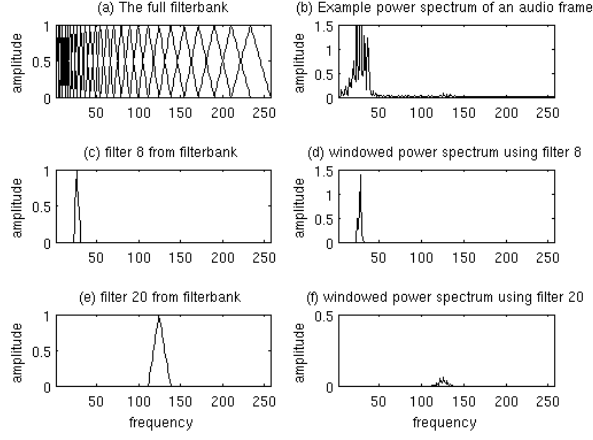 (a) The full filterbank
amplitude
1
0.5
0
50 100 150 200 250
(b) Example power spectrum of an audio frame
amplitude
1.5
1
0.5
0
50 100 150 200 250
(c) filter 8 from filterbank
amplitude
1
0.5
0
50 100 150 200 250
(d) windowed power spectrum using filter 8
amplitude
1.5
1
0.5
0
50 100 150 200 250
(e) filter 20 from filterbank
amplitude
1
0.5
0
50 100 150 200 250
frequency
(f) windowed power spectrum using filter 20
amplitude
0.5
0
50 100 150 200 250
frequency